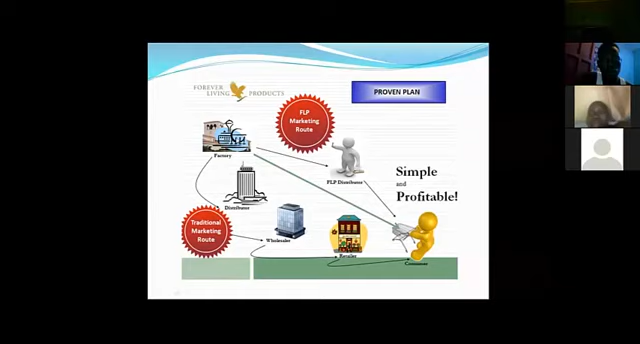 FOREVER
LIVING PRODUCTS
PROVEN PLAN
FLP
Marketing
Route
Factory
FLP Distributor
Simple
and
Profitable!
Distributor
Traditional
Marketing
Route
Wholesaler
Retailer
Consumer